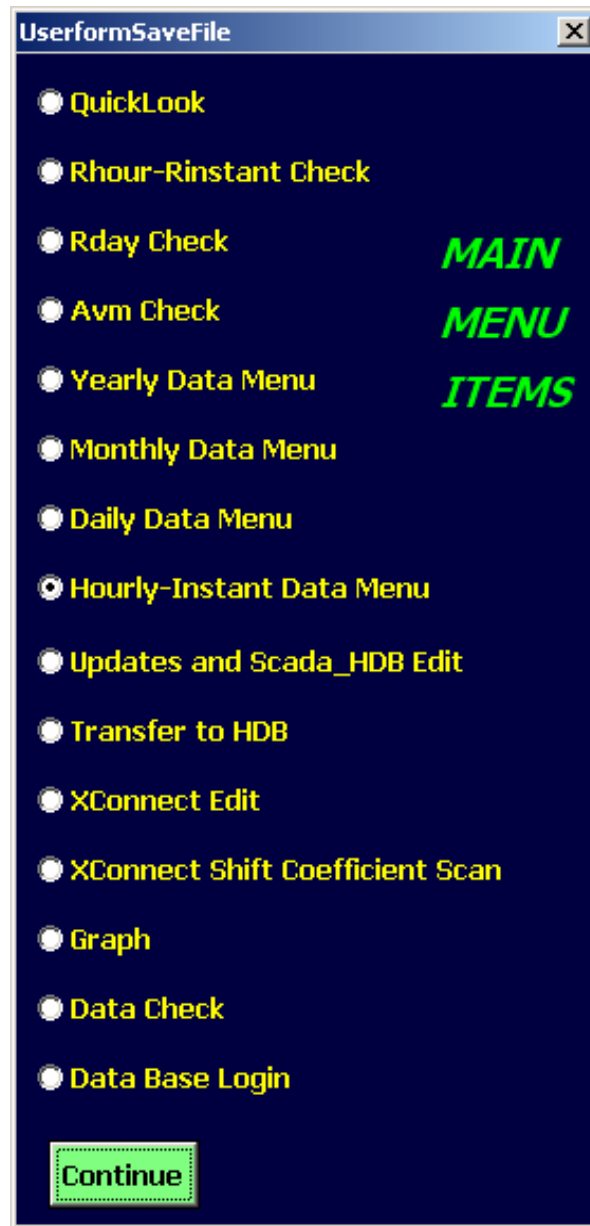 UserformSaveFile
QuickLook
Rhour-Rinstant Check
Rday Check
MAIN
Avm Check
MENU
Yearly Data Menu
ITEMS
Monthly Data Menu
Daily Data Menu
Hourly-Instant Data Menu
Updates and Scada_HDB Edit
Transfer to HDB
XConnect Edit
XConnect Shift Coefficient Scan
Graph
Data Check
Data Base Login
Continue